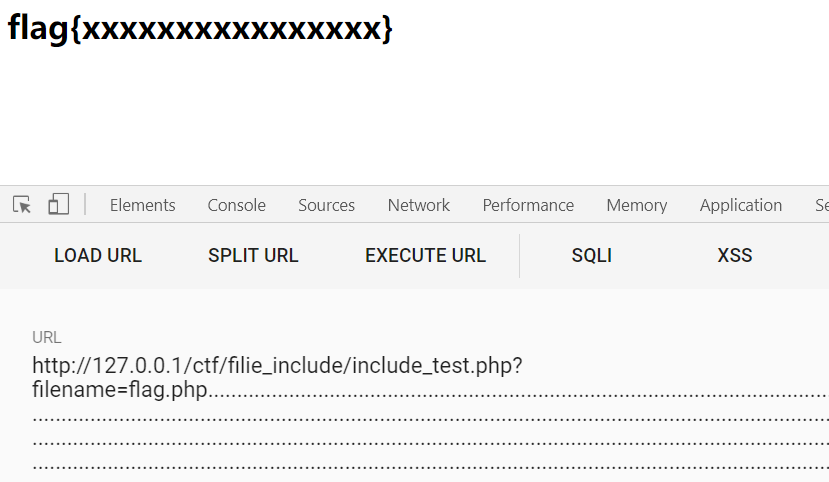 flag{xxxxxxxxxxxxxxxx}
Elements Console Sources Network Performance Memory Application Se
LOAD URL SPLIT URL EXECUTE URL SQLI XSS
URL
http://127.0.0.1/ctf/filie_include/include_test.php?
filename=flag.php............................................................................................................
..........................................................................................................................................
..........................................................................................................................................
..........................................................................................................................................